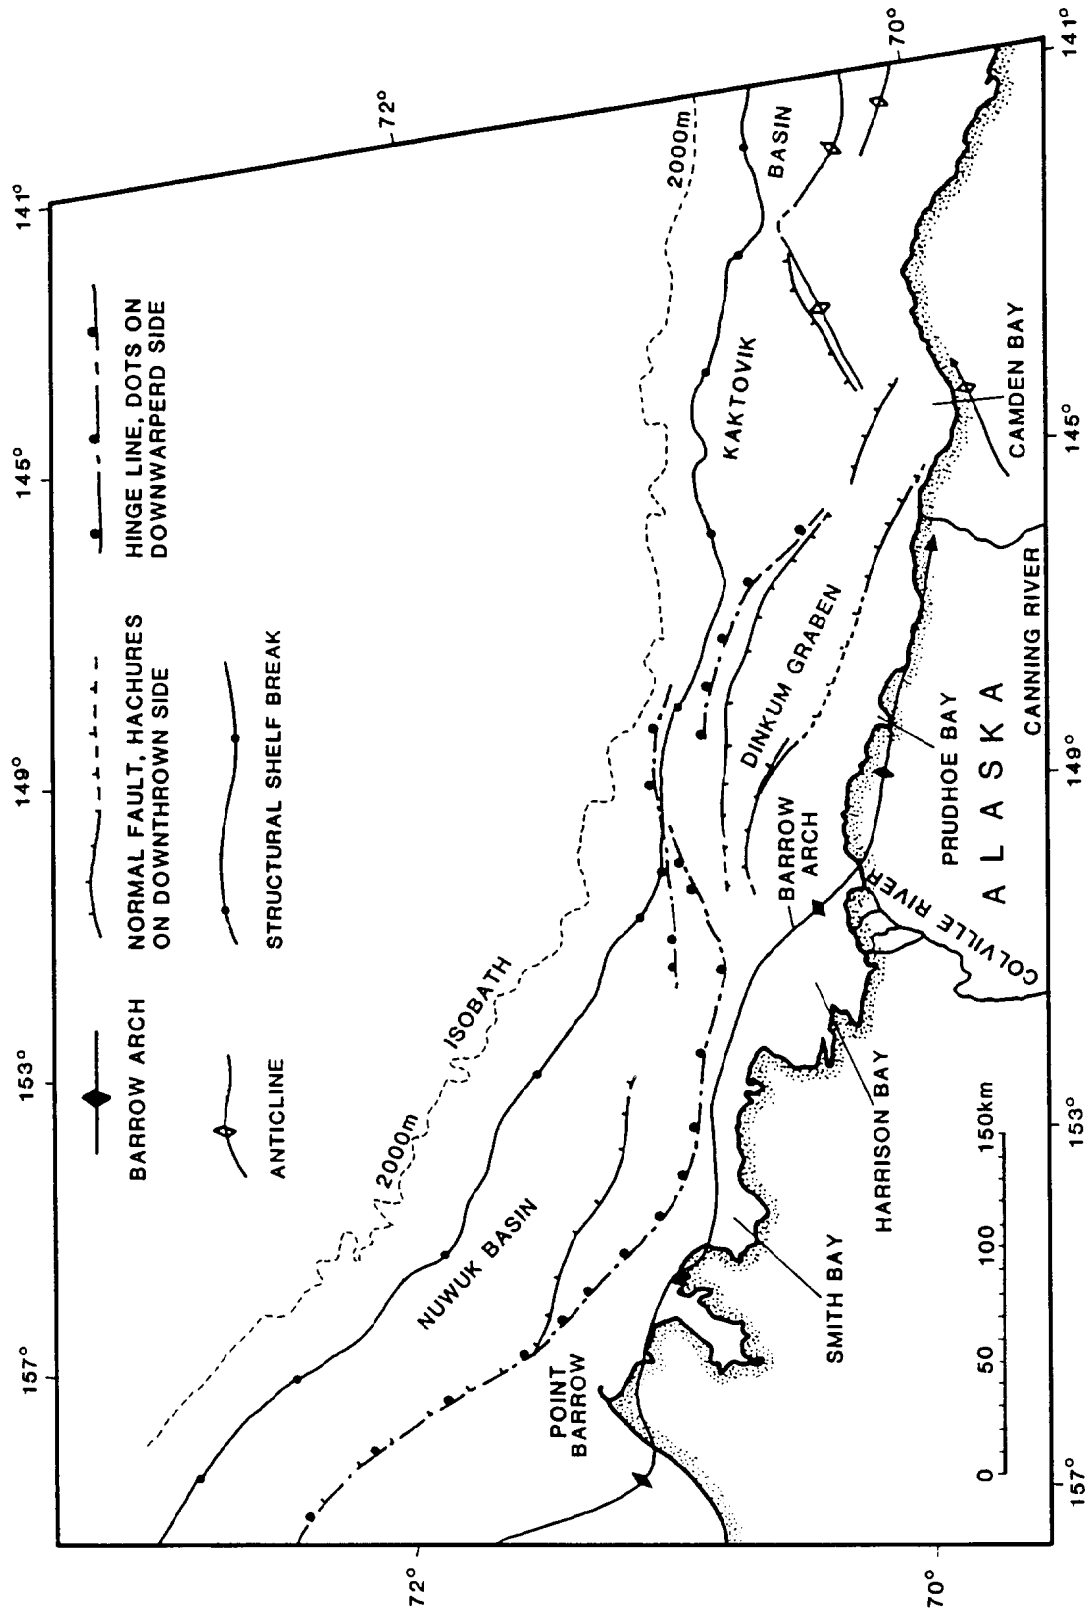 141°
145°
149°
153°
157°
BARROW ARCH
NORMAL FAULT, HACHURES
ON DOWNTHROWN SIDE
HINGE LINE, DOTS ON
DOWNWARPERD SIDE
ANTICLINE
STRUCTURAL SHELF BREAK
72°
70°
141°
2000m
ISOBATH
2000m
NUWUK BASIN
KAKTOVIK
BASIN
DINKUM GRABEN
POINT
BARROW
BARROW
ARCH
SMITH BAY
HARRISON BAY
COLVILLE RIVER
PRUDHOE BAY
ALASKA
CANNING RIVER
CAMDEN BAY
0 50 100 150km
72°
70°
157°
153°
149°
145°